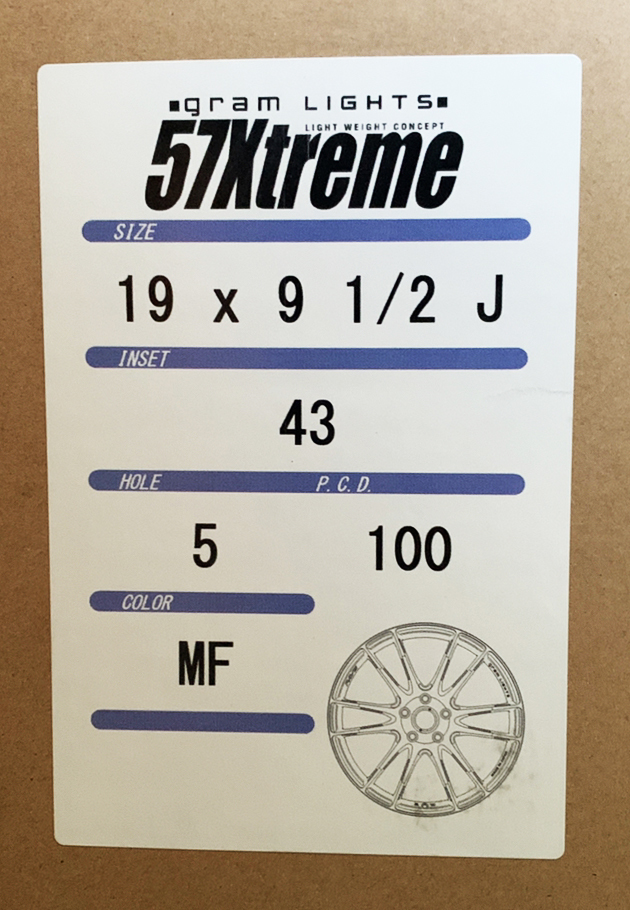 gram LIGHTS
LIGHT WEIGHT CONCEPT
57Xtreme
SIZE
19 x 9 1/2 J
INSET
43
HOLE P.C.D.
5 100
COLOR
MF